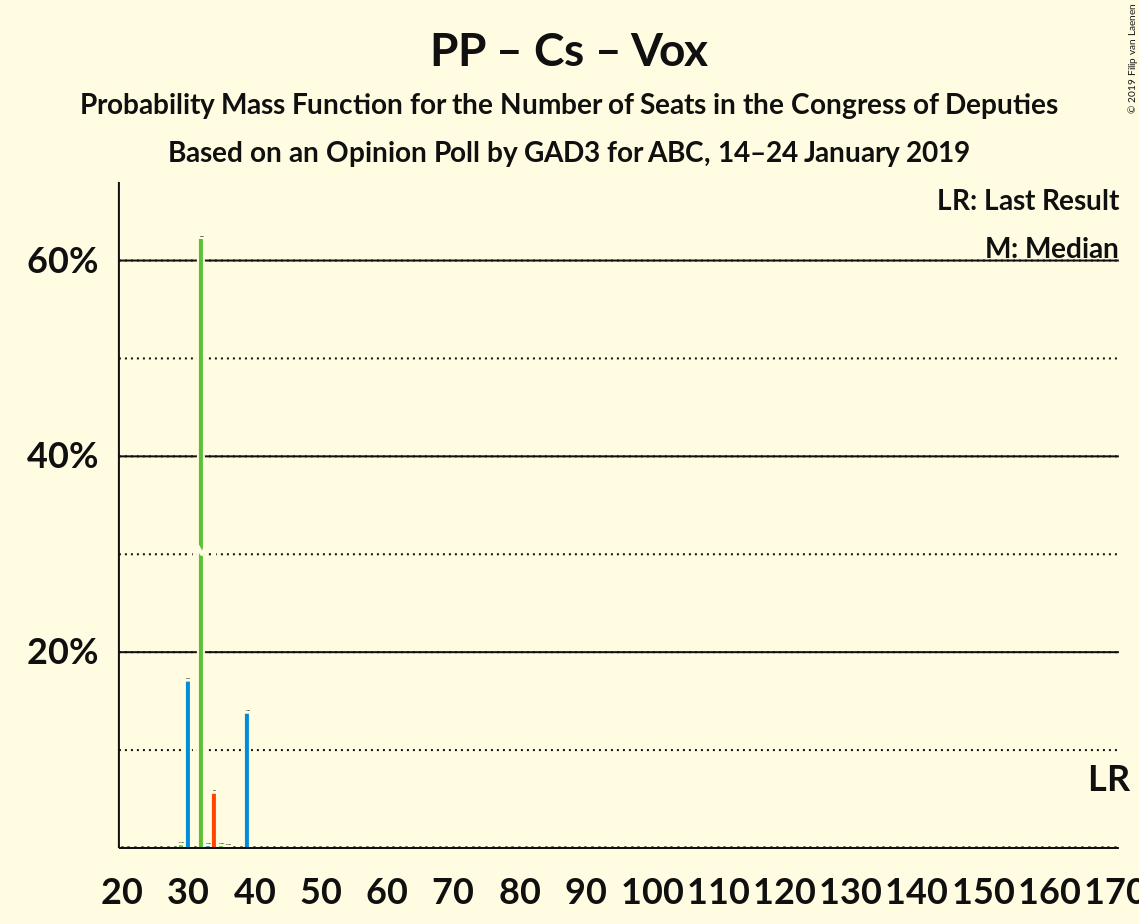 PP – Cs – Vox
Probability Mass Function for the Number of Seats in the Congress of Deputies
Based on an Opinion Poll by GAD3 for ABC, 14–24 January 2019
© 2019 Filip van Laenen
LR: Last Result
M: Median
60%
40%
20%
LR
20 30 40 50 60 70 80 90 100 110 120 130 140 150 160 170